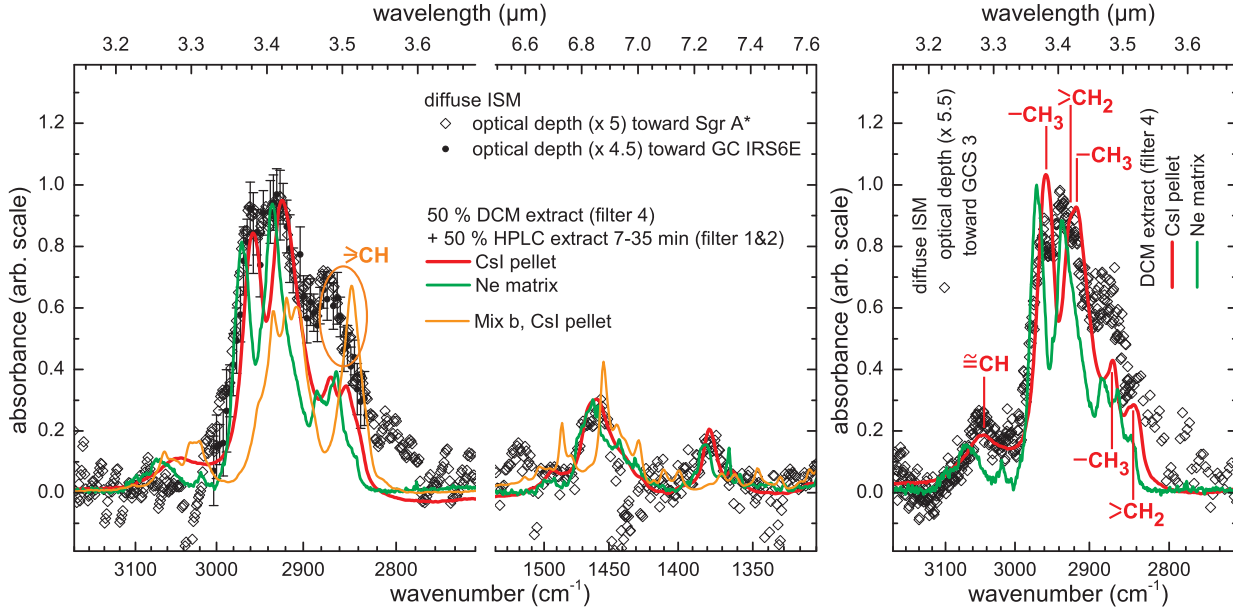 wavelength (µm)
3.2 3.3 3.4 3.5 3.6 6.6 6.8 7.0 7.2 7.4 7.6
diffuse ISM
optical depth (x 5) toward Sgr A*
optical depth (x 4.5) toward GC IRS6E
50 % DCM extract (filter 4)
+ 50 % HPLC extract 7-35 min (filter 1&2)
CsI pellet
Ne matrix
Mix b, CsI pellet
⪖CH
absorbance (arb. scale)
1.2
1.0
0.8
0.6
0.4
0.2
0.0
3100 3000 2900 2800 1500 1450 1400 1350
wavenumber (cm-1)
wavelength (µm)
3.2 3.3 3.4 3.5 3.6
diffuse ISM
optical depth (x 5.5)
toward GCS 3
−CH3
>CH2
−CH3
DCM extract (filter 4)
CsI pellet
Ne matrix
≅CH
−CH3
>CH2
absorbance (arb. scale)
1.2
1.0
0.8
0.6
0.4
0.2
0.0
3100 3000 2900 2800
wavenumber (cm-1)